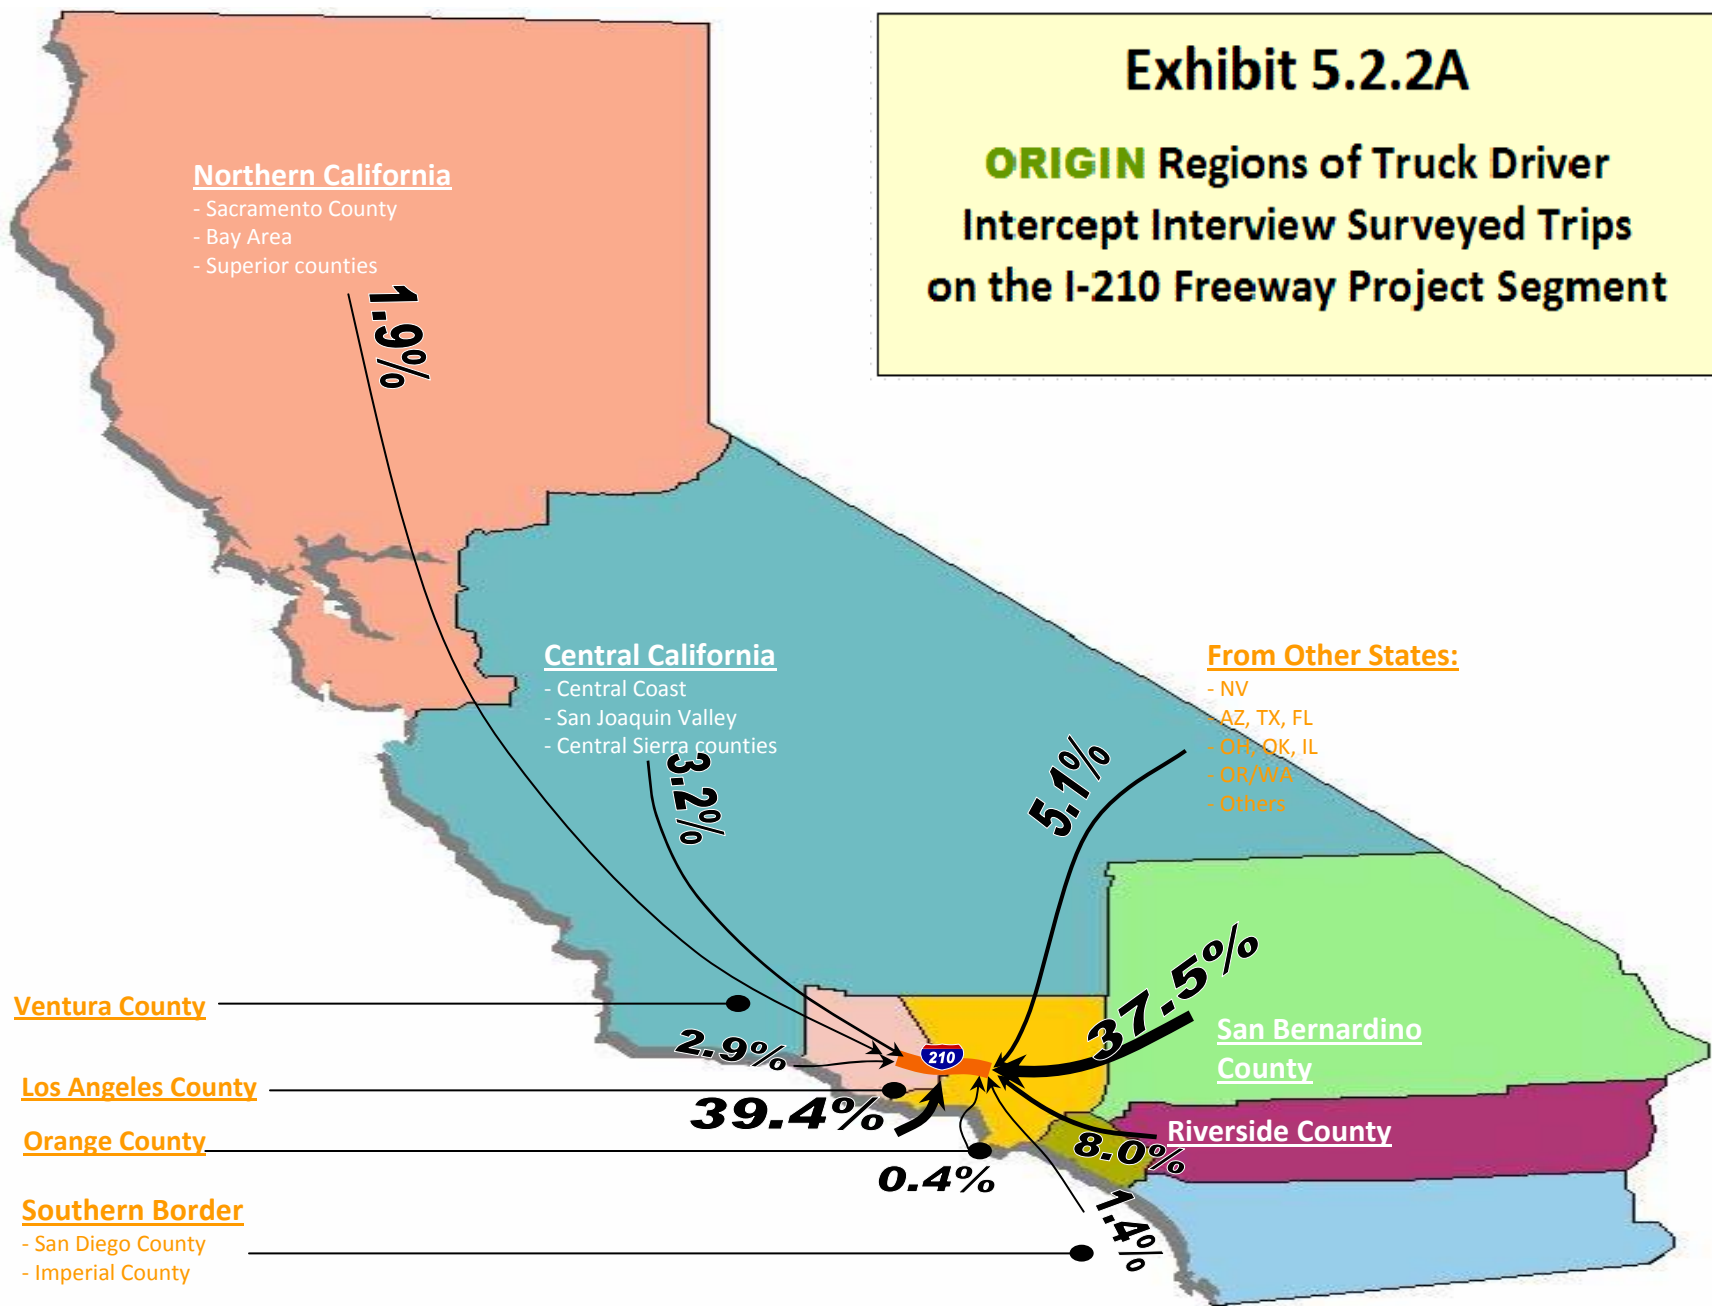 Exhibit 5.2.2A
ORIGIN Regions of Truck Driver
Intercept Interview Surveyed Trips
on the I-210 Freeway Project Segment
Northern California
- Sacramento County
- Bay Area
- Superior counties
1.9%
Central California
- Central Coast
- San Joaquin Valley
- Central Sierra counties
3.2%
From Other States:
- NV
- AZ, TX, FL
- OH, OK, IL
- OR/WA
- Others
5.1%
37.5%
San Bernardino
County
Ventura County
2.9%
210
Los Angeles County
39.4%
Orange County
0.4%
Riverside County
8.0%
Southern Border
- San Diego County
- Imperial County
1.4%